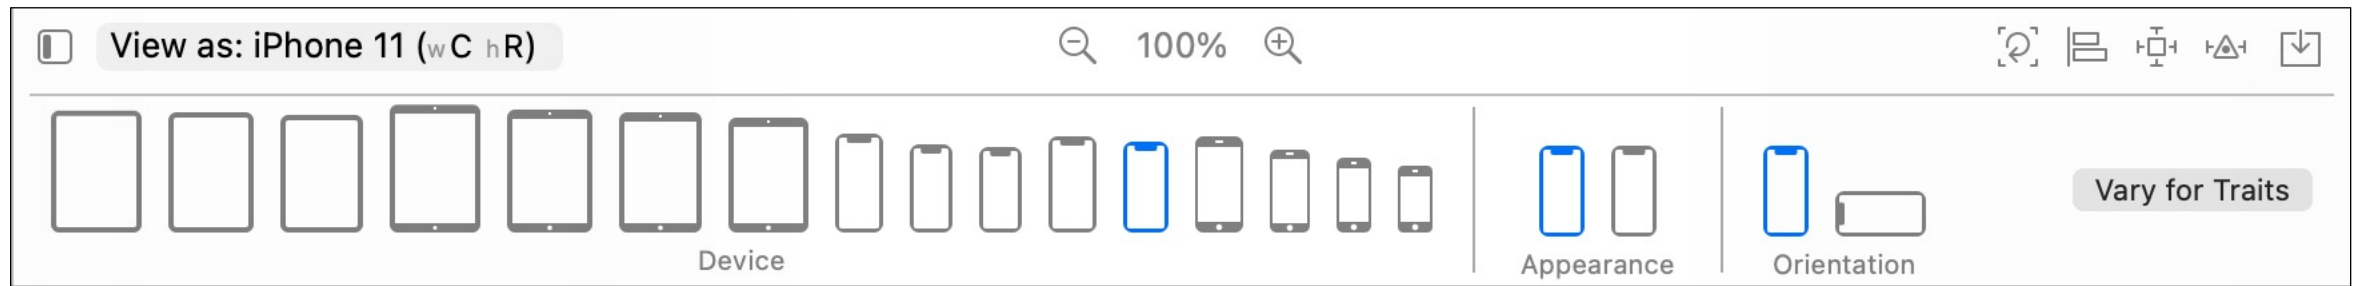 View as: iPhone 11 (wC hR) 100%
Vary for Traits
Device Appearance Orientation